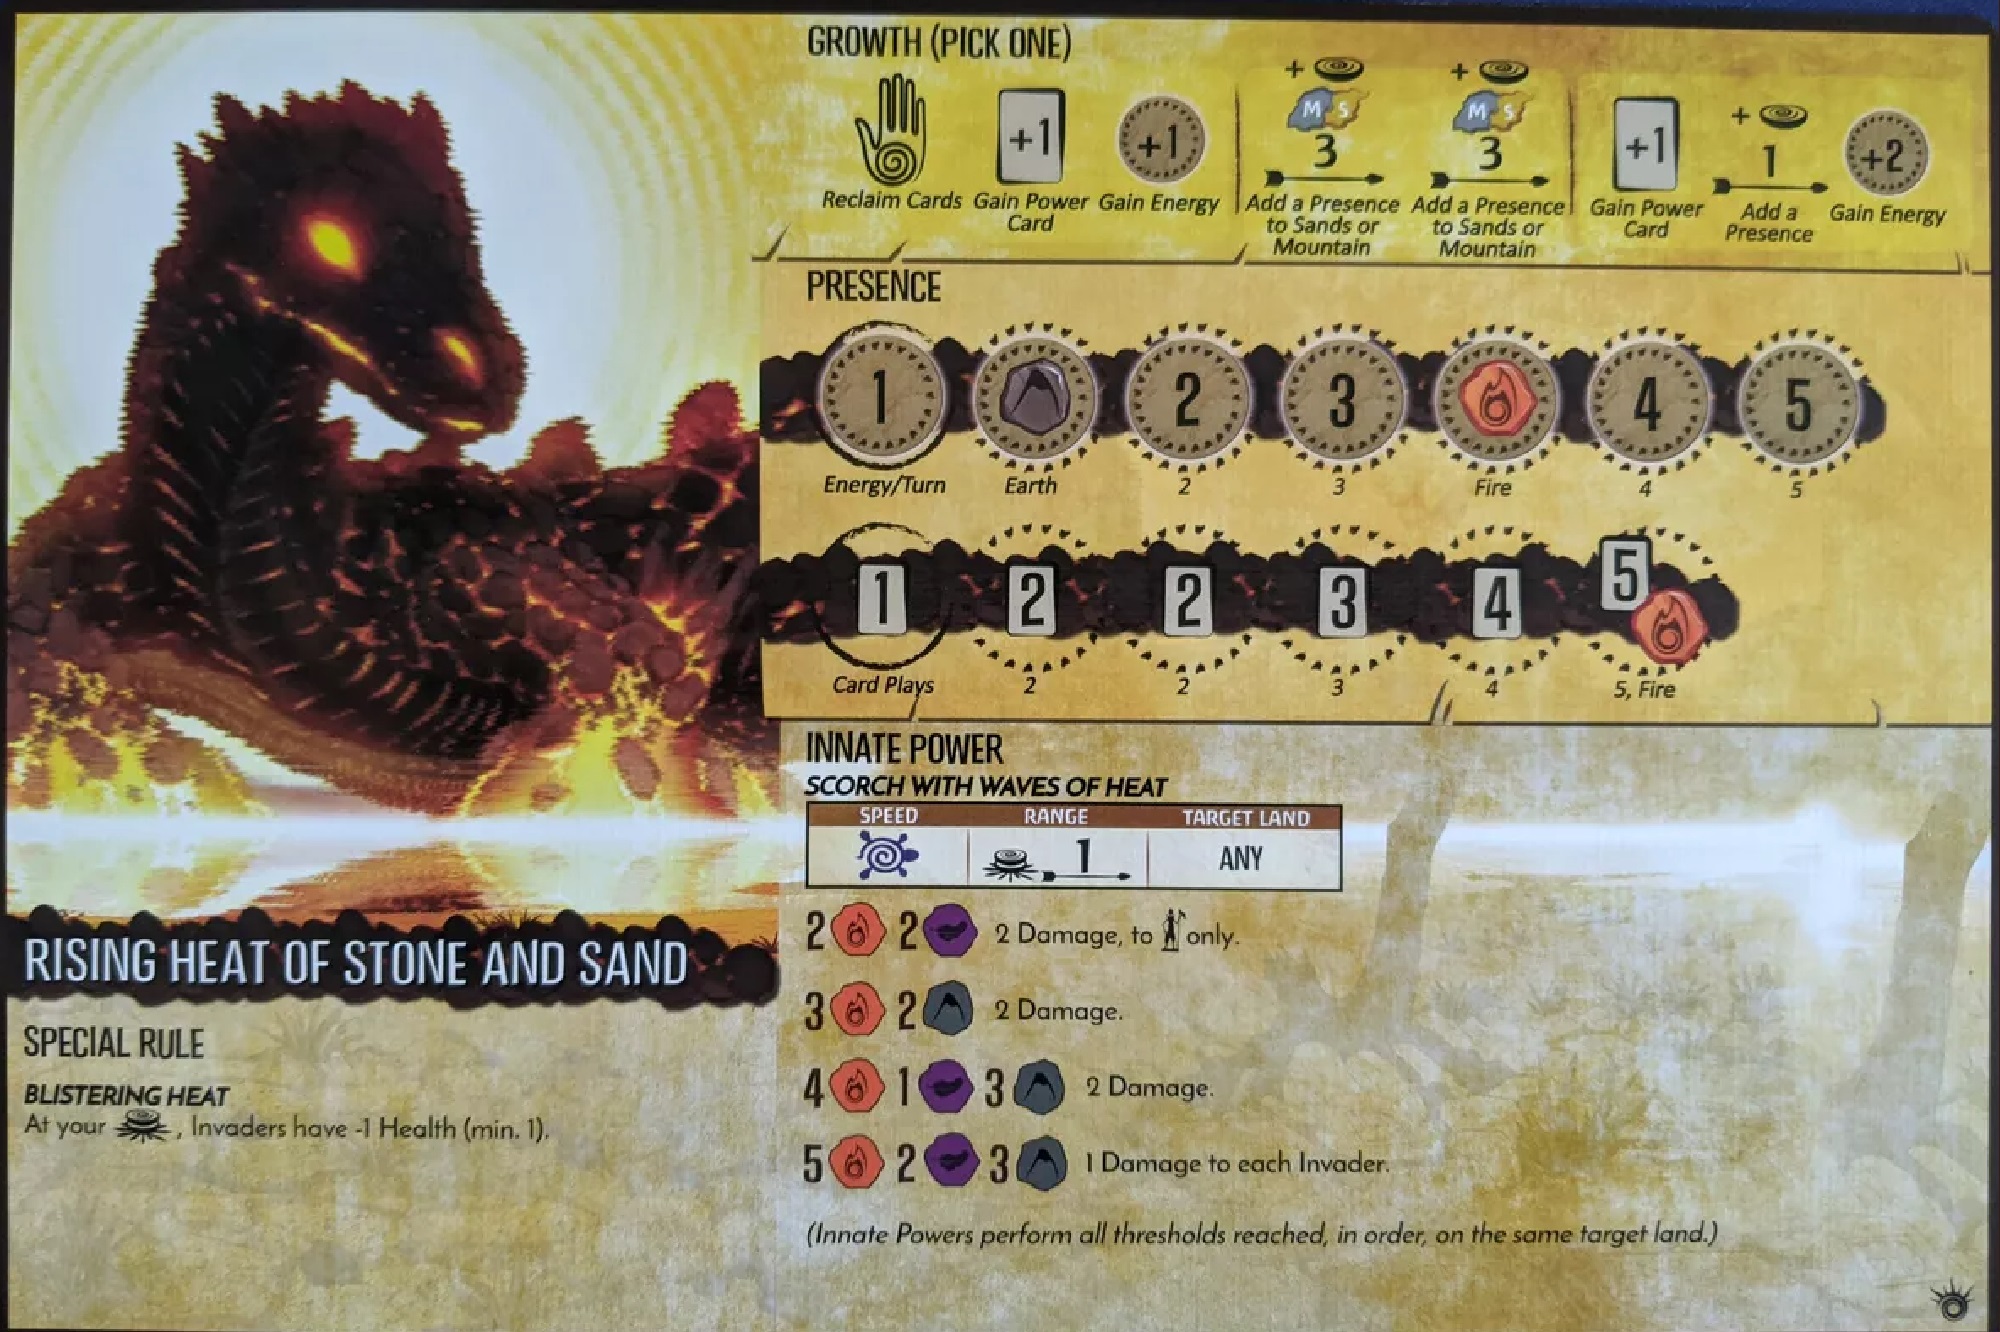 GROWTH (PICK ONE)
+1
+1
M S
3
M S
3
+1
+
1
+2
Reclaim Cards
Gain Power
Card
Gain Energy
Add a Presence
to Sands or
Mountain
Add a Presence
to Sands or
Mountain
Gain Power
Card
Add a
Presence
Gain Energy
PRESENCE
1 2 3 4 5
Energy/Turn Earth 2 3 Fire 4 5
1 2 2 3 4 5
Card Plays 2 2 3 4 5, Fire
INNATE POWER
SCORCH WITH WAVES OF HEAT
SPEED RANGE TARGET LAND
1 ANY
2 2 2 Damage, to only.
3 2 2 Damage.
4 1 3 2 Damage.
5 2 3 1 Damage to each Invader.
(Innate Powers perform all thresholds reached, in order, on the same target land.)
RISING HEAT OF STONE AND SAND
SPECIAL RULE
BLISTERING HEAT
At your , Invaders have -1 Health (min. 1).